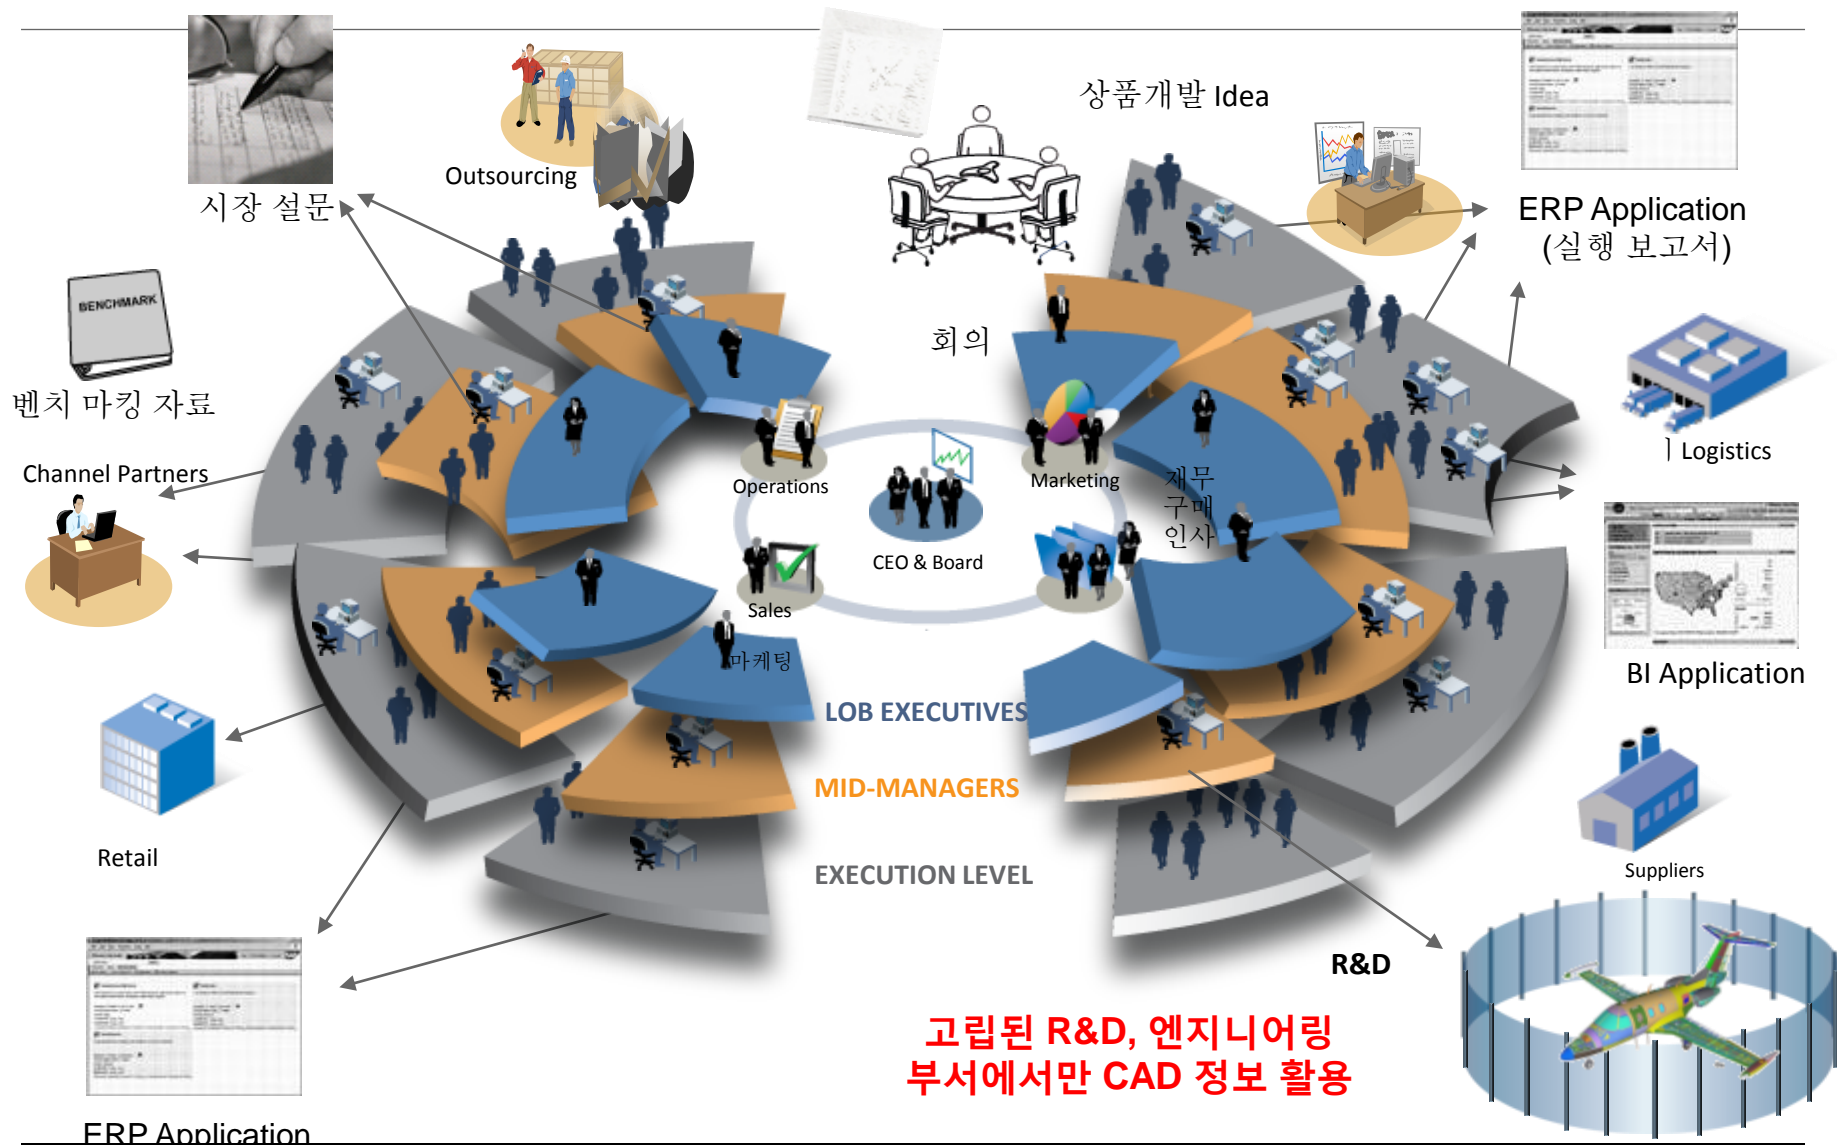 상품개발 Idea
Outsourcing
시장 설문
ERP Application
(실행 보고서)
BENCHMARK
회의
벤치 마킹 자료
Logistics
Channel Partners
Operations
Marketing
재무
구매
인사
CEO & Board
Sales
마케팅
BI Application
LOB EXECUTIVES
MID-MANAGERS
Retail
EXECUTION LEVEL
Suppliers
R&D
고립된 R&D, 엔지니어링
부서에서만 CAD 정보 활용
ERP Application